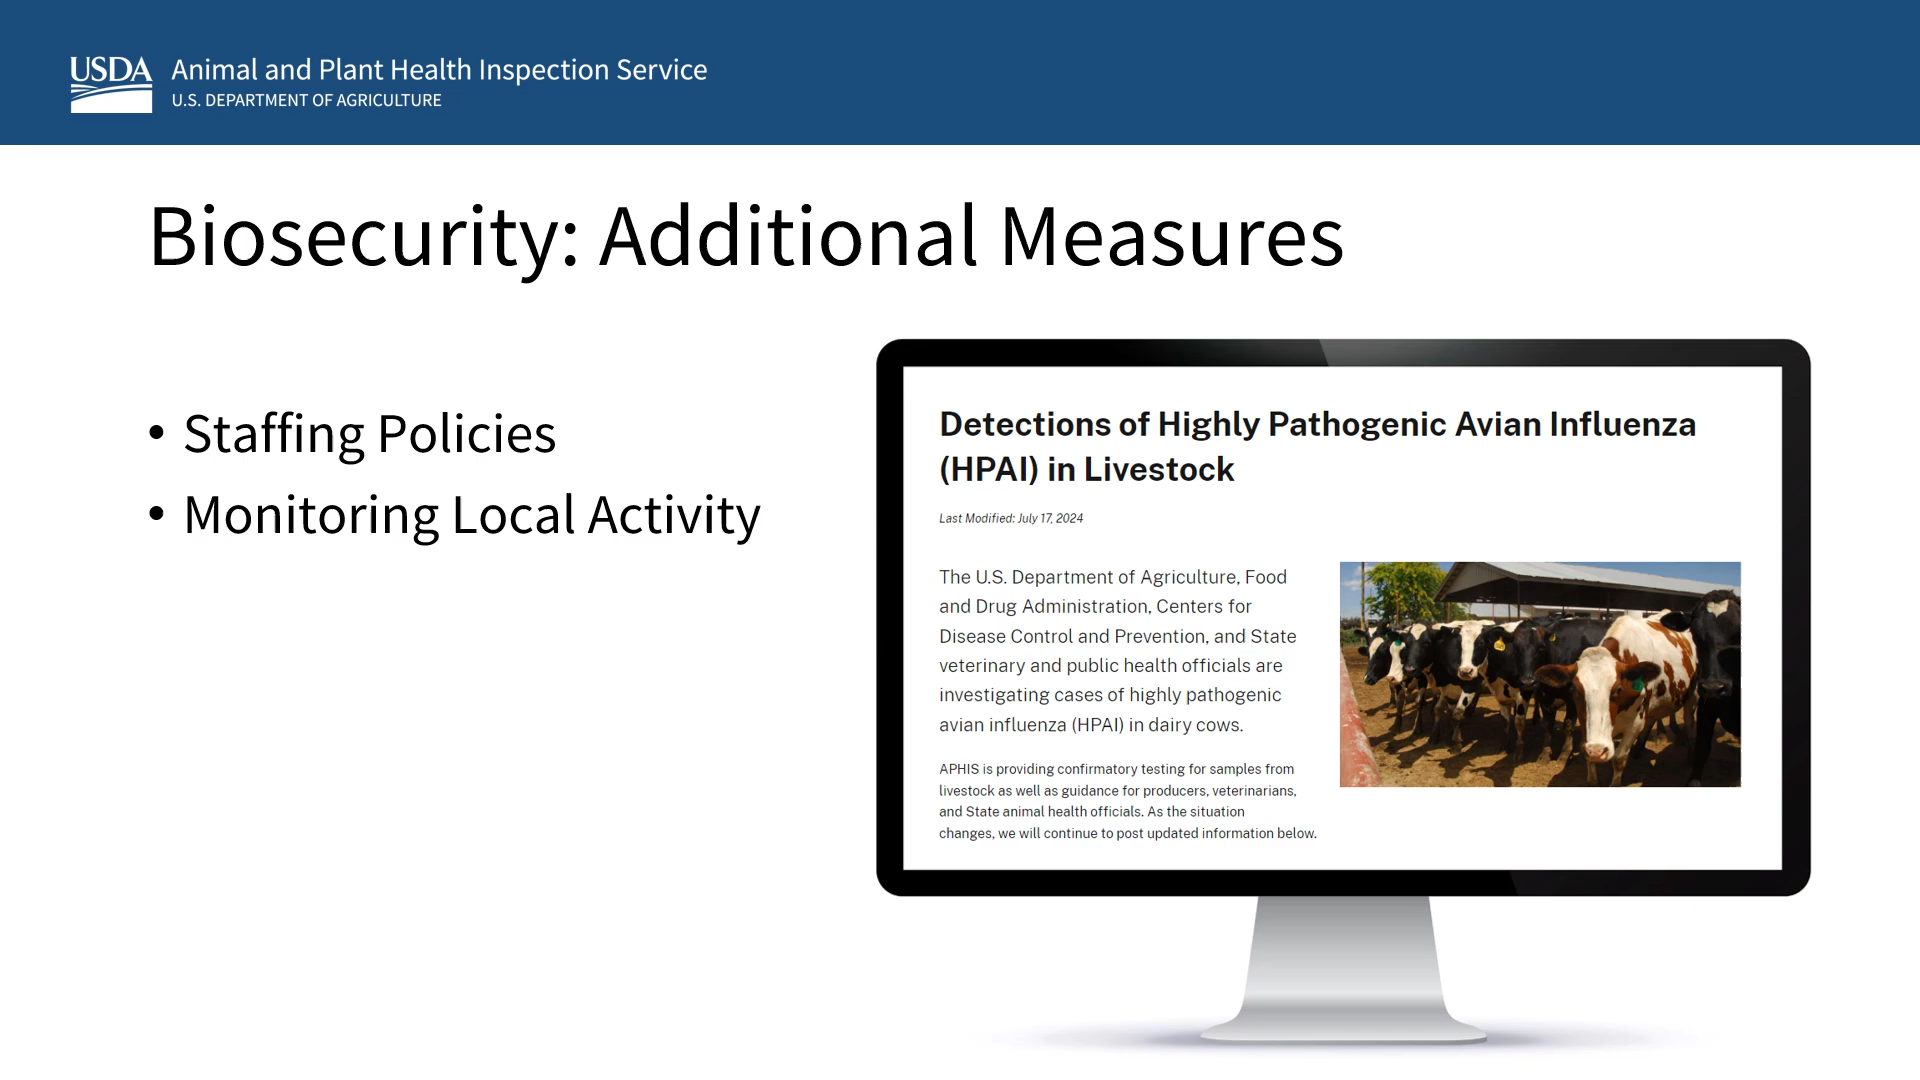 USDA
Animal and Plant Health Inspection Service
U.S. DEPARTMENT OF AGRICULTURE
Biosecurity: Additional Measures
• Staffing Policies
• Monitoring Local Activity
Detections of Highly Pathogenic Avian Influenza
(HPAI) in Livestock
Last Modified: July 17, 2024
The U.S. Department of Agriculture, Food
and Drug Administration, Centers for
Disease Control and Prevention, and State
veterinary and public health officials are
investigating cases of highly pathogenic
avian influenza (HPAI) in dairy cows.
APHIS is providing confirmatory testing for samples from
livestock as well as guidance for producers, veterinarians,
and State animal health officials. As the situation
changes, we will continue to post updated information below.